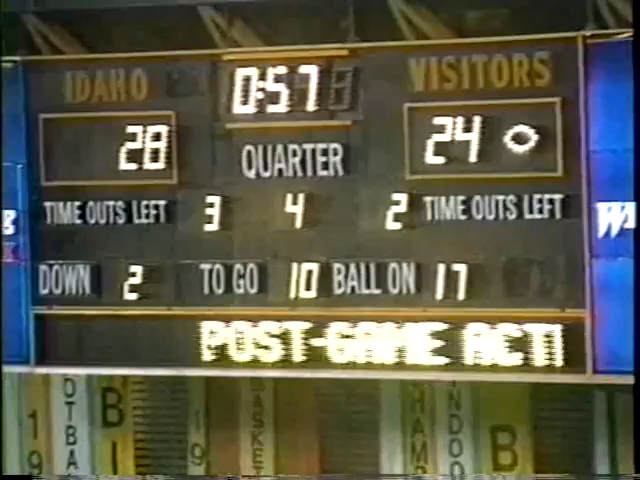 IDAHO 0:57 VISITORS
28 QUARTER 24
TIME OUTS LEFT 3 4 2 TIME OUTS LEFT
DOWN 2 TO GO 10 BALL ON 17
POST-GAME ACTI